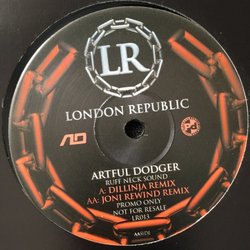 LR
LONDON REPUBLIC
ARTFUL DODGER
RUFF NECK SOUND
A: DILLINJA REMIX
AA: JONI REWIND REMIX
PROMO ONLY
NOT FOR RESALE
LR013
AASIDE